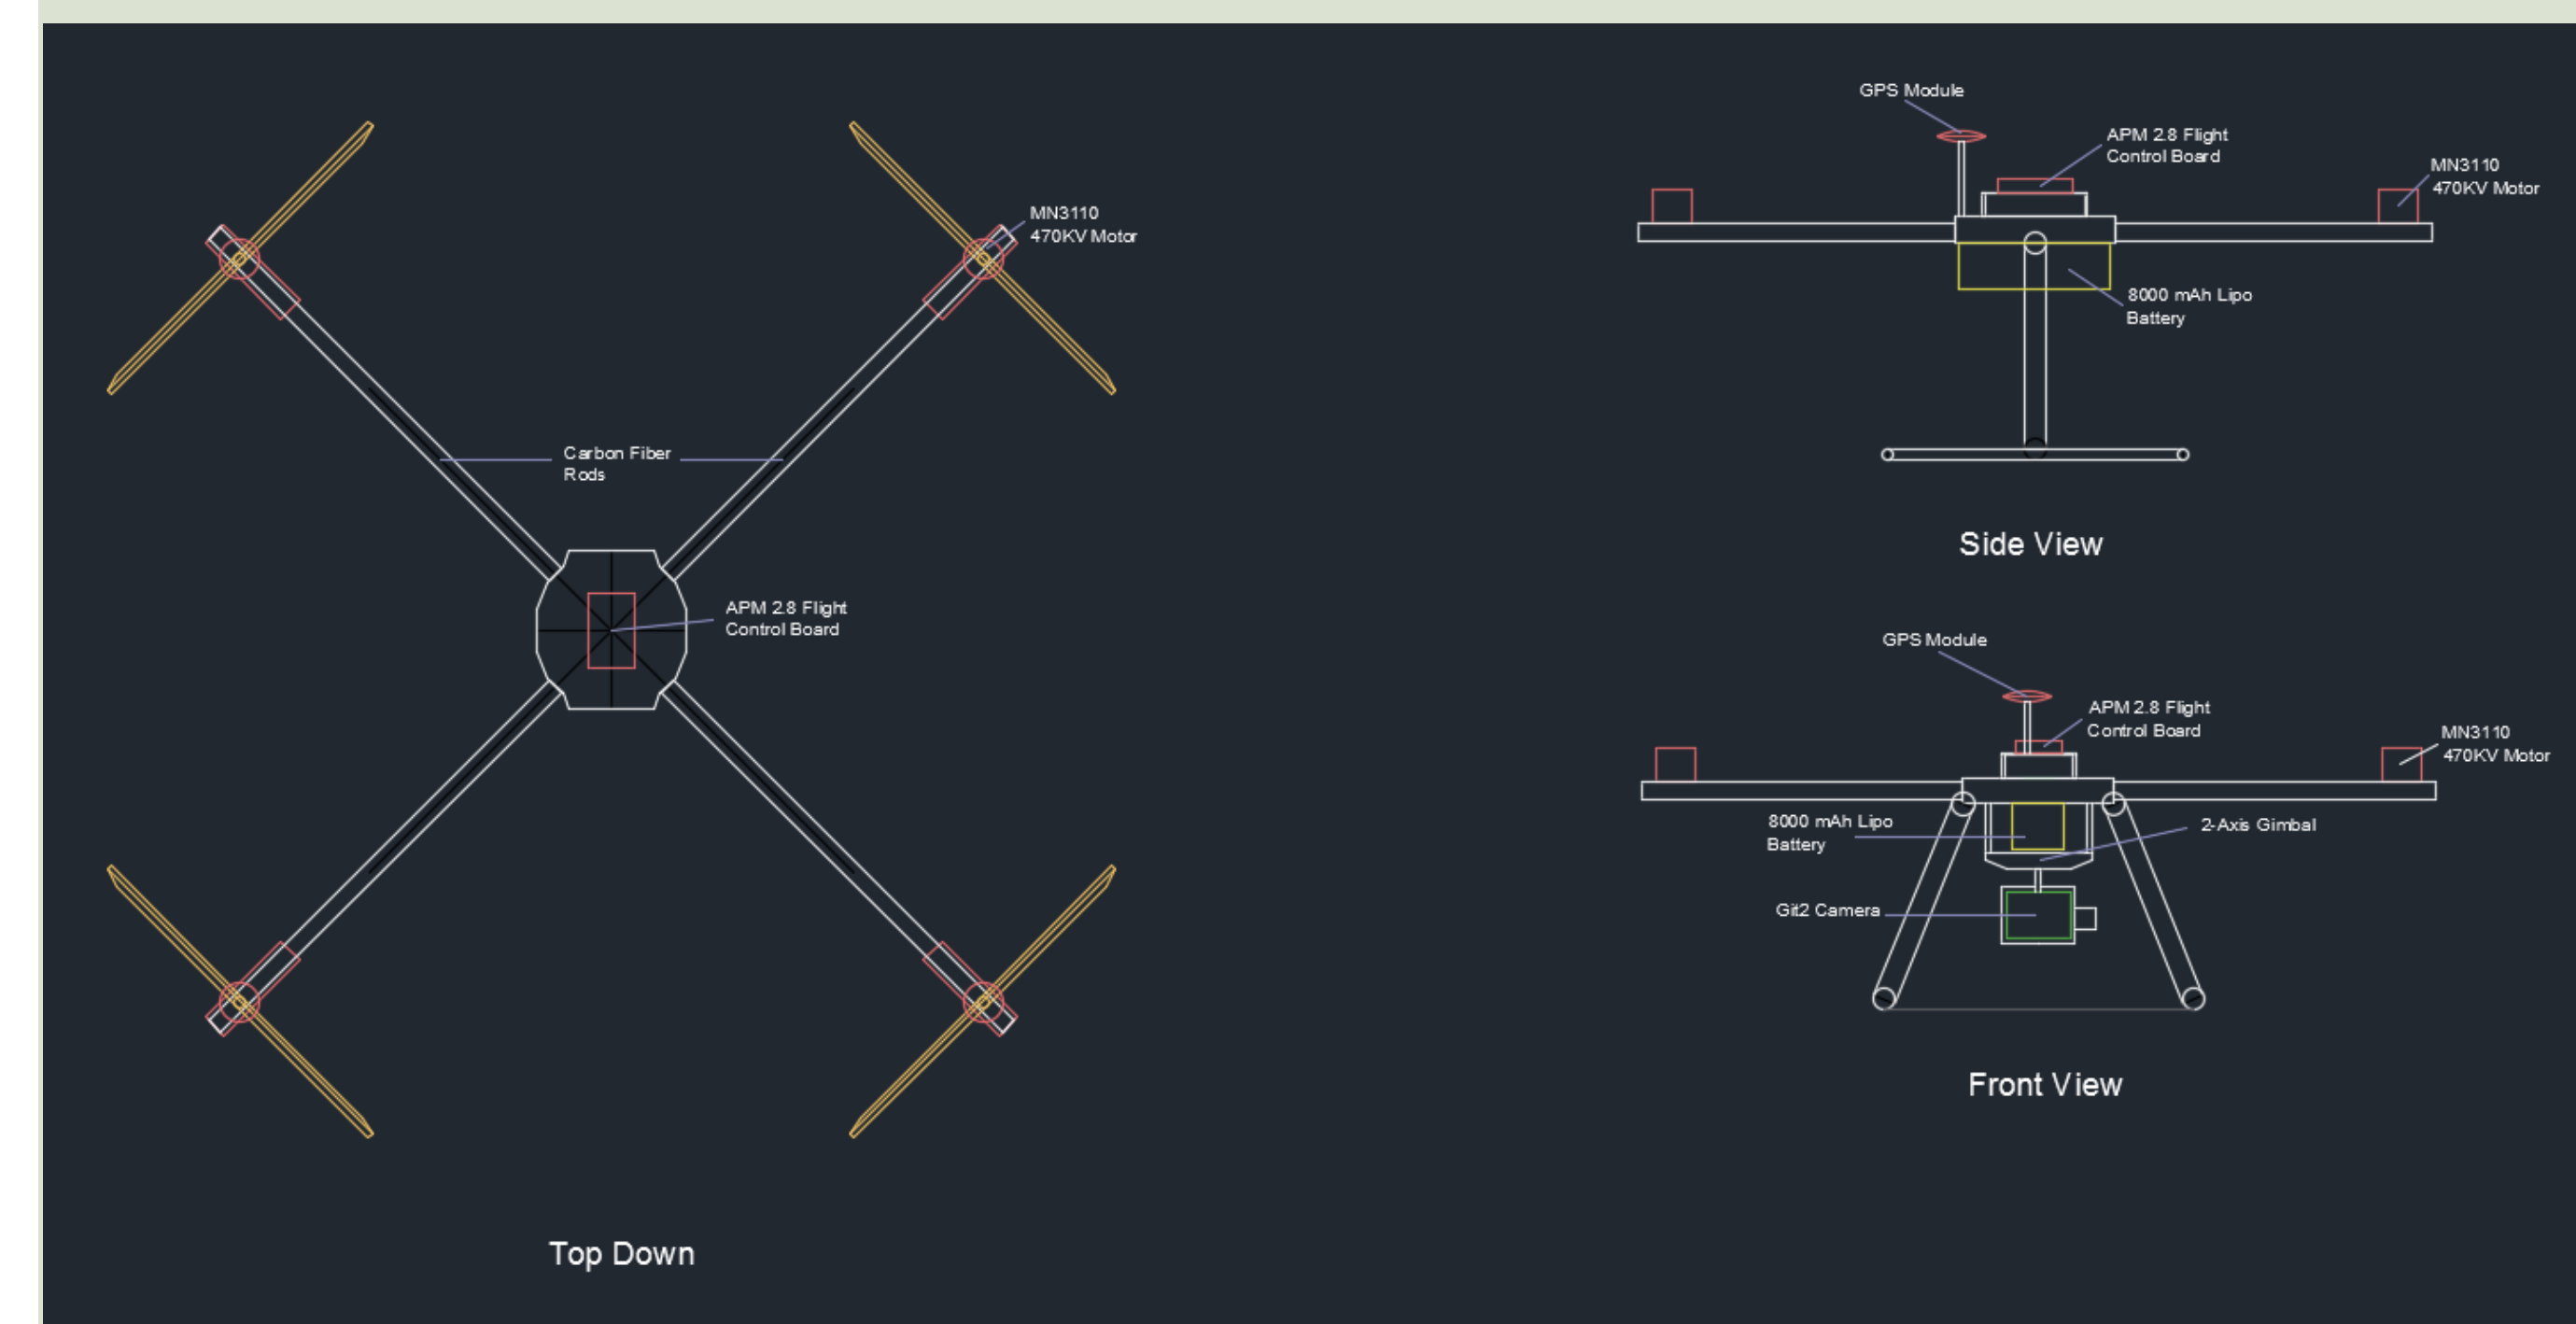 MN3110
470KV Motor
Carbon Fiber
Rods
APM 2.8 Flight
Control Board
Top Down
GPS Module
APM 2.8 Flight
Control Board
MN3110
470KV Motor
8000 mAh Lipo
Battery
Side View
GPS Module
APM 2.8 Flight
Control Board
MN3110
470KV Motor
8000 mAh Lipo
Battery
2-Axis Gimbal
Git2 Camera
Front View